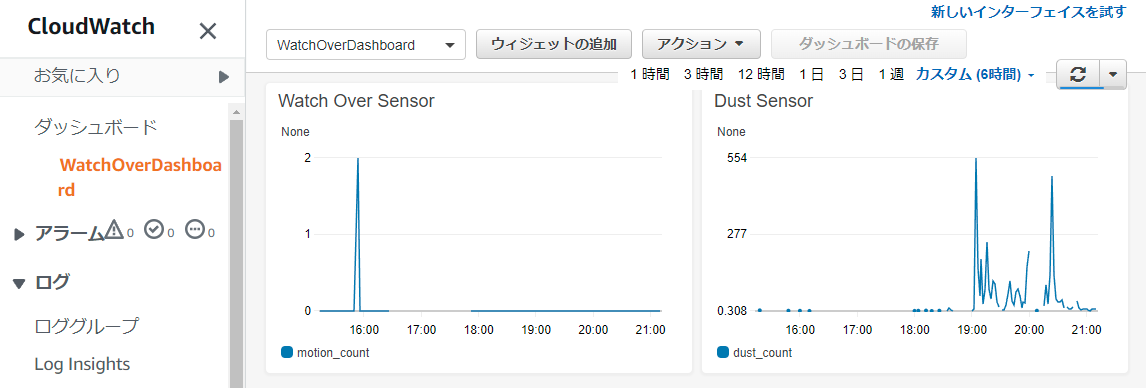 新しいインターフェイスを試す
CloudWatch
WatchOverDashboard
ウィジェットの追加
アクション
ダッシュボードの保存
お気に入り
1 時間 3 時間 12 時間 1 日 3 日 1 週 カスタム (6時間)
ダッシュボード
WatchOverDashboa
rd
アラーム 0 0 0
ログ
ロググループ
Log Insights
Watch Over Sensor
None
2
1
0
16:00 17:00 18:00 19:00 20:00 21:00
motion_count
Dust Sensor
None
554
277
0.308
16:00 17:00 18:00 19:00 20:00 21:00
dust_count